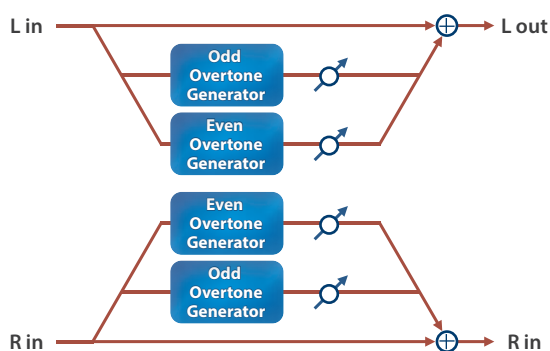 L in
L out
Odd
Overtone
Generator
Even
Overtone
Generator
Even
Overtone
Generator
Odd
Overtone
Generator
R in
R in